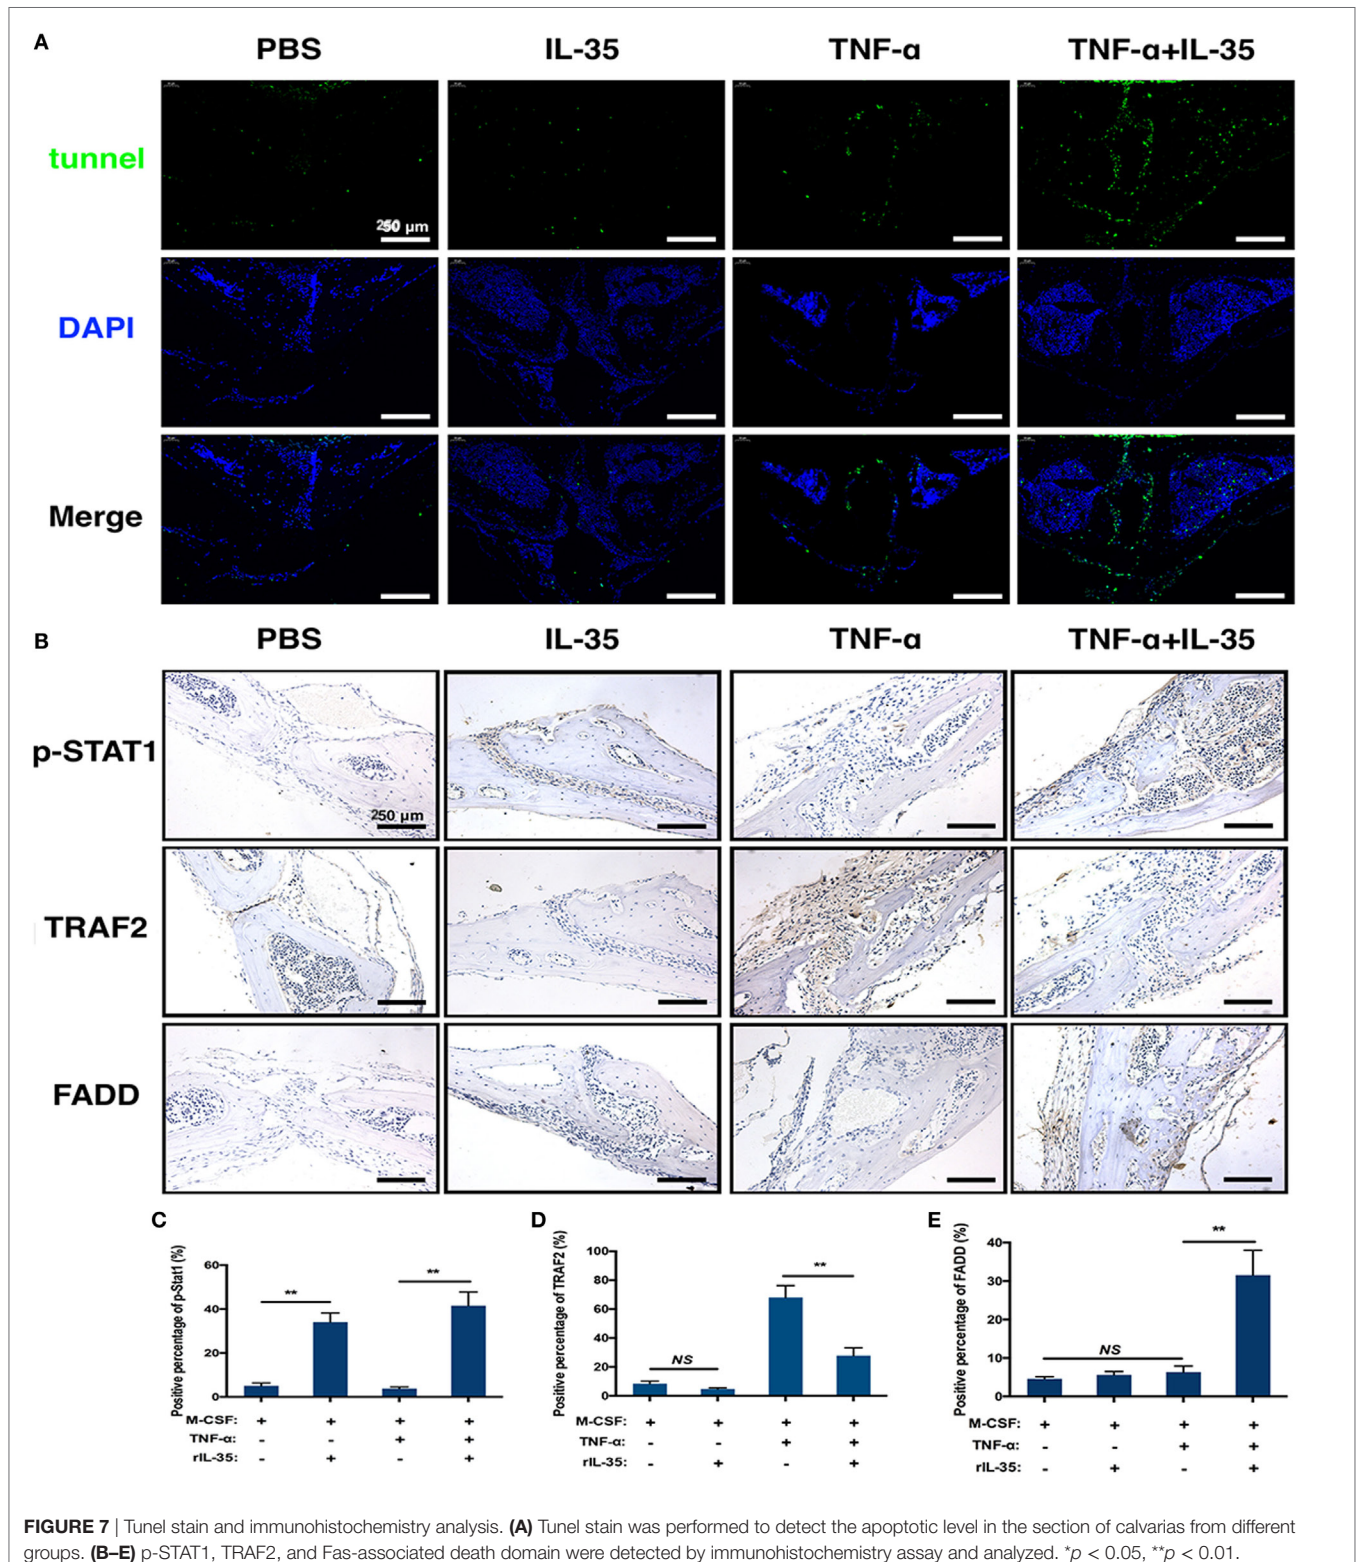 A
PBS IL-35 TNF-α TNF-α+IL-35
tunnel
250 μm
DAPI
Merge
B
PBS IL-35 TNF-α TNF-α+IL-35
p-STAT1
250 μm
TRAF2
FADD
C
Positive percentage of p-Stat1 (%)
60
40
20
0
** **
M-CSF: + + + +
TNF-α: - - + +
rIL-35: - + - +
D
Positive percentage of TRAF2 (%)
100
80
60
40
20
0
NS **
M-CSF: + + + +
TNF-α: - - + +
rIL-35: - + - +
E
Positive percentage of FADD (%)
40
30
20
10
0
NS **
M-CSF: + + + +
TNF-α: - - + +
rIL-35: - + - +
FIGURE 7 | Tunel stain and immunohistochemistry analysis. (A) Tunel stain was performed to detect the apoptotic level in the section of calvarias from different
groups. (B–E) p-STAT1, TRAF2, and Fas-associated death domain were detected by immunohistochemistry assay and analyzed. *p < 0.05, **p < 0.01.